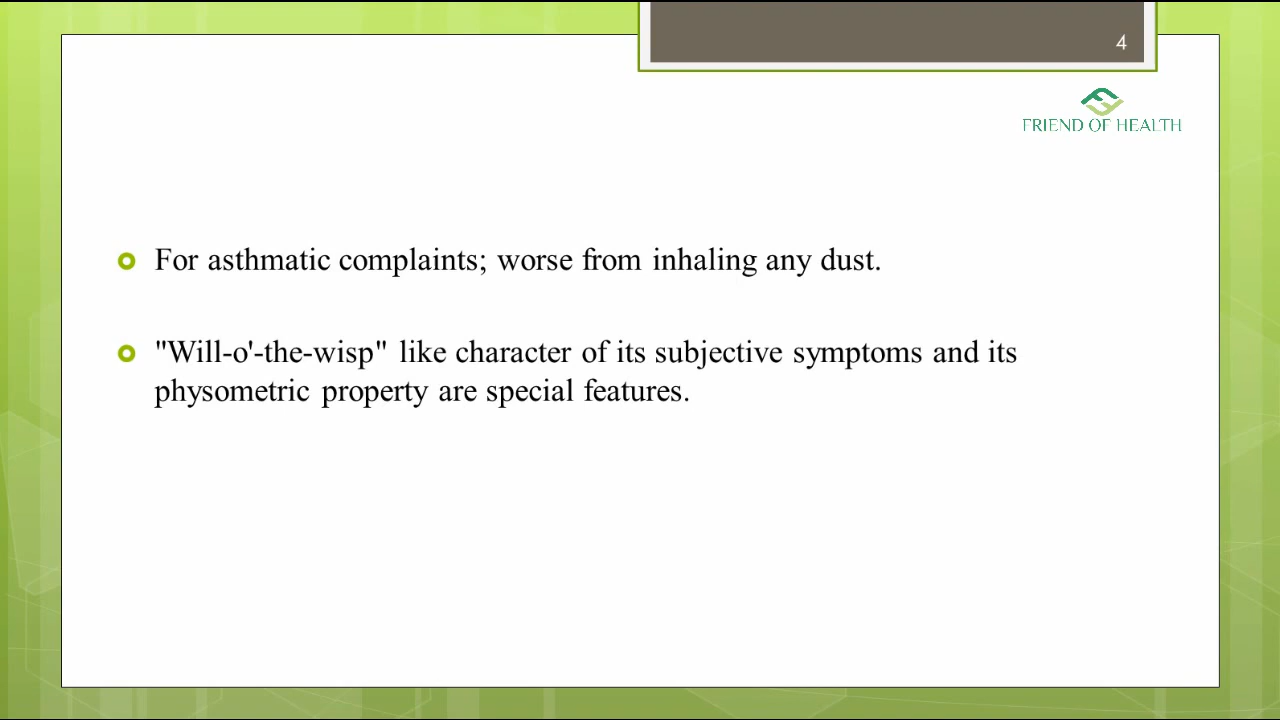 4
FRIEND OF HEALTH
For asthmatic complaints; worse from inhaling any dust.
"Will-o'-the-wisp" like character of its subjective symptoms and its
physometric property are special features.